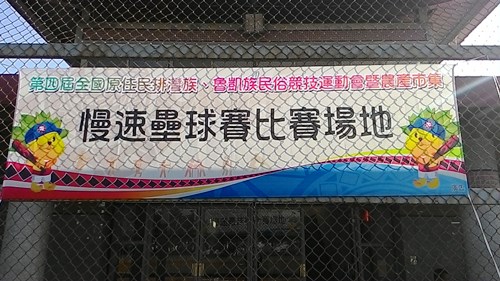 第四屆全國原住民排灣族、魯凱族民俗競技運動會暨農產市集
慢速壘球賽比賽場地